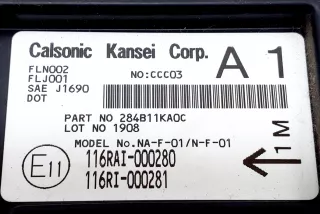 Calsonic Kansei Corp. A 1
FLN002
FLJ001 NO:CCC03
SAE J1690
DOT
PART NO 284B11KA0C
LOT NO 1908
MODEL No.NA-F-01/N-F-01
116RAI-000280
116RI-000281
E11
1M